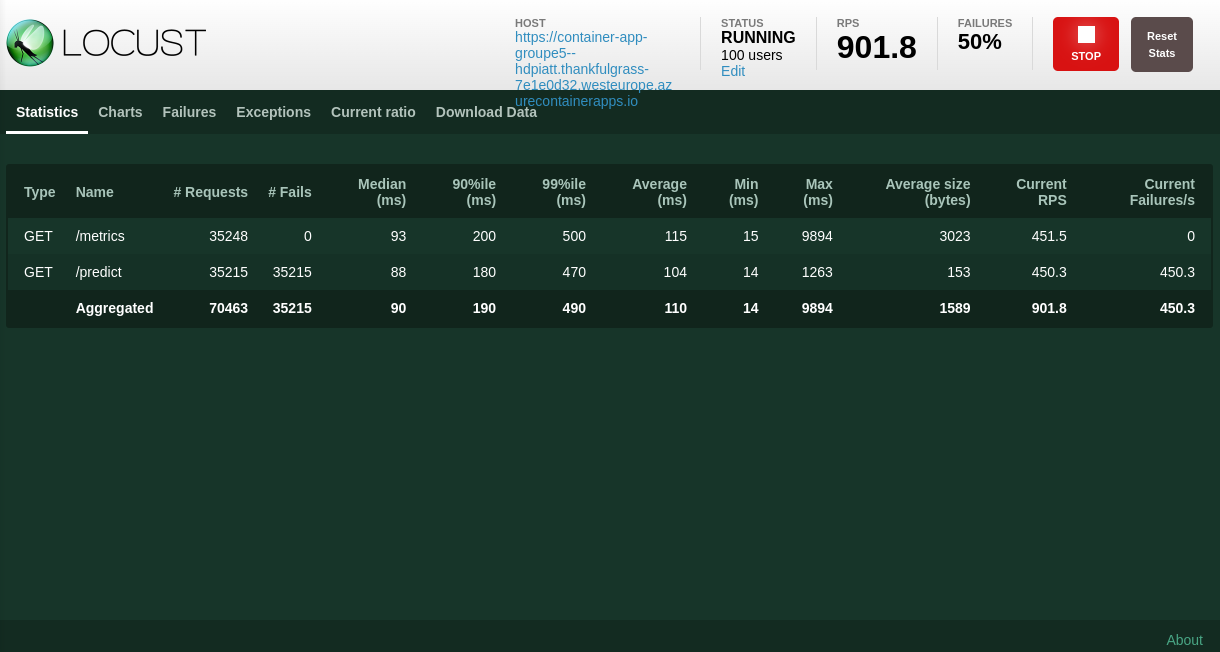 LOCUST
HOST
https://container-app-
groupe5--
hdpiatt.thankfulgrass-
7e1e0d32.westeurope.az
urecontainerapps.io
STATUS
RUNNING
100 users
Edit
RPS
901.8
FAILURES
50%
STOP
Reset
Stats
Statistics Charts Failures Exceptions Current ratio Download Data
Type Name # Requests # Fails Median (ms) 90%ile (ms) 99%ile (ms) Average (ms) Min (ms) Max (ms) Average size (bytes) Current RPS Current Failures/s
GET /metrics 35248 0 93 200 500 115 15 9894 3023 451.5 0
GET /predict 35215 35215 88 180 470 104 14 1263 153 450.3 450.3
Aggregated 70463 35215 90 190 490 110 14 9894 1589 901.8 450.3
About